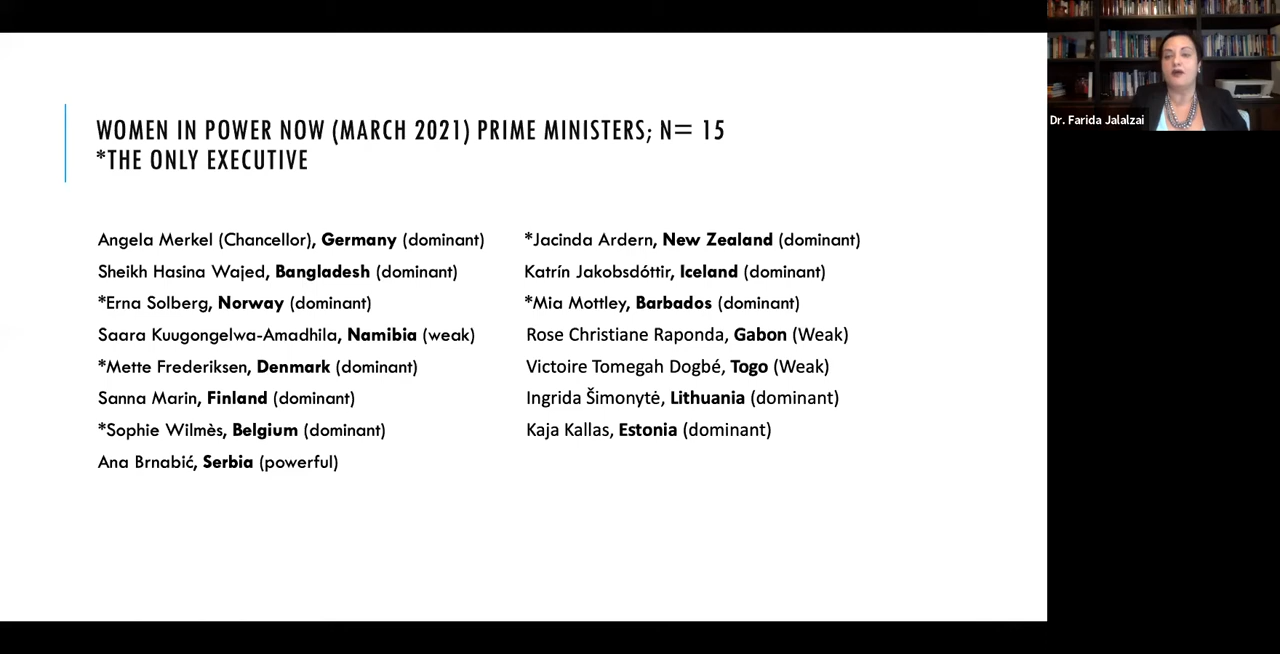 WOMEN IN POWER NOW (MARCH 2021) PRIME MINISTERS; N= 15
*THE ONLY EXECUTIVE
Angela Merkel (Chancellor), Germany (dominant)
Sheikh Hasina Wajed, Bangladesh (dominant)
*Erna Solberg, Norway (dominant)
Saara Kuugongelwa-Amadhila, Namibia (weak)
*Mette Frederiksen, Denmark (dominant)
Sanna Marin, Finland (dominant)
*Sophie Wilmès, Belgium (dominant)
Ana Brnabić, Serbia (powerful)
*Jacinda Ardern, New Zealand (dominant)
Katrín Jakobsdóttir, Iceland (dominant)
*Mia Mottley, Barbados (dominant)
Rose Christiane Raponda, Gabon (Weak)
Victoire Tomegah Dogbé, Togo (Weak)
Ingrida Šimonytė, Lithuania (dominant)
Kaja Kallas, Estonia (dominant)
Dr. Farida Jalalzai